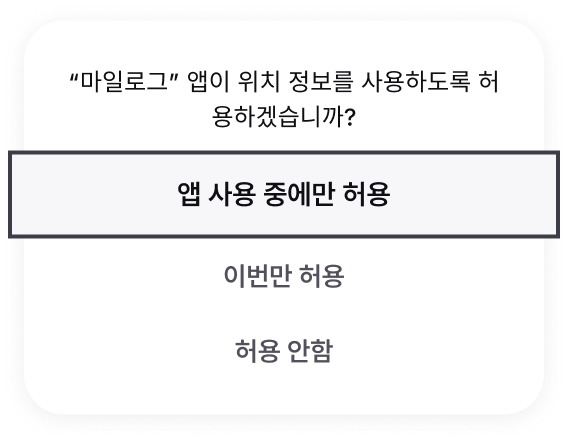 “마일로그” 앱이 위치 정보를 사용하도록 허
용하겠습니까?
앱 사용 중에만 허용
이번만 허용
허용 안함